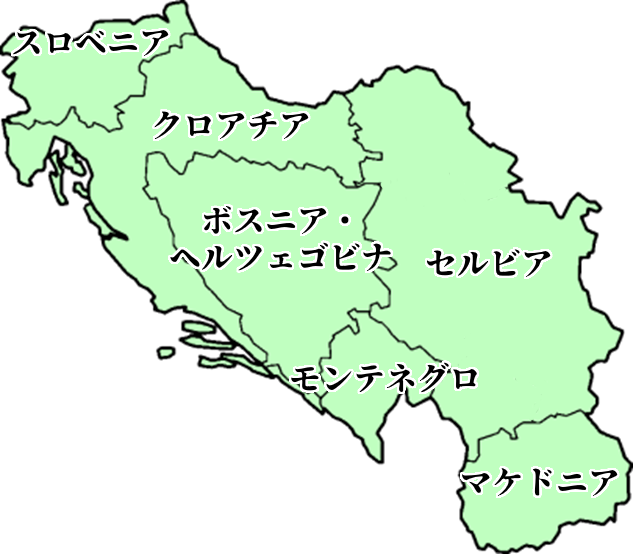 スロベニア
クロアチア
ボスニア・
ヘルツェゴビナ
セルビア
モンテネグロ
マケドニア